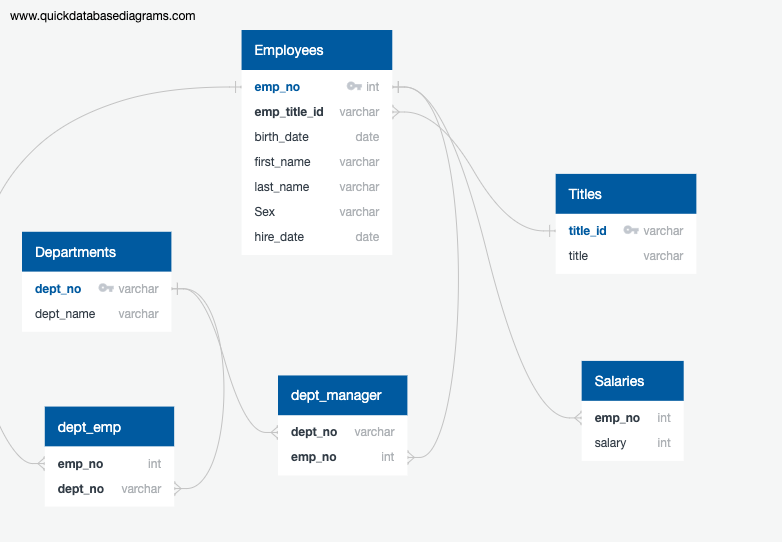 www.quickdatabasediagrams.com
Employees
emp_no int
emp_title_id varchar
birth_date date
first_name varchar
last_name varchar
Sex varchar
hire_date date
Titles
title_id varchar
title varchar
Departments
dept_no varchar
dept_name varchar
Salaries
emp_no int
salary int
dept_manager
dept_no varchar
emp_no int
dept_emp
emp_no int
dept_no varchar